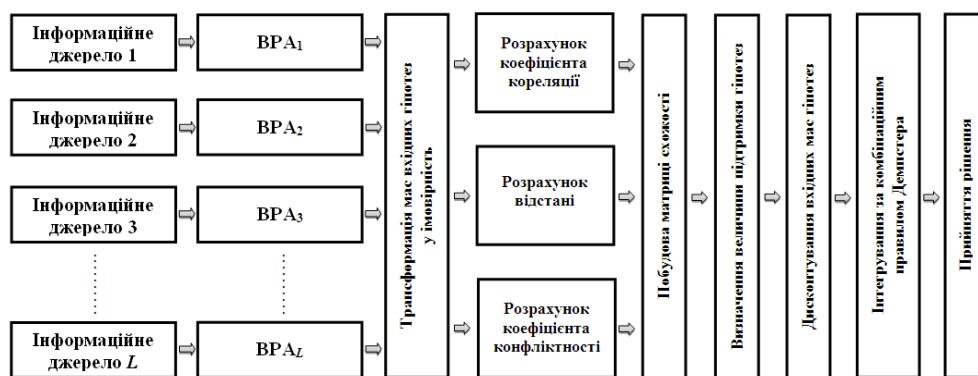 Інформаційне
джерело 1
BPA1
Інформаційне
джерело 2
BPA2
Інформаційне
джерело 3
BPA3
Інформаційне
джерело L
BPAL
Трансформація мас вхідних гіпотез
у імовірність
Розрахунок
коефіцієнта
кореляції
Розрахунок
відстані
Розрахунок
коефіцієнта
конфліктності
Побудова матриці схожості
Визначення величини підтримки гіпотез
Дисконтування вхідних мас гіпотез
Інтегрування за комбінаційним
правилом Демпстера
Прийняття рішення